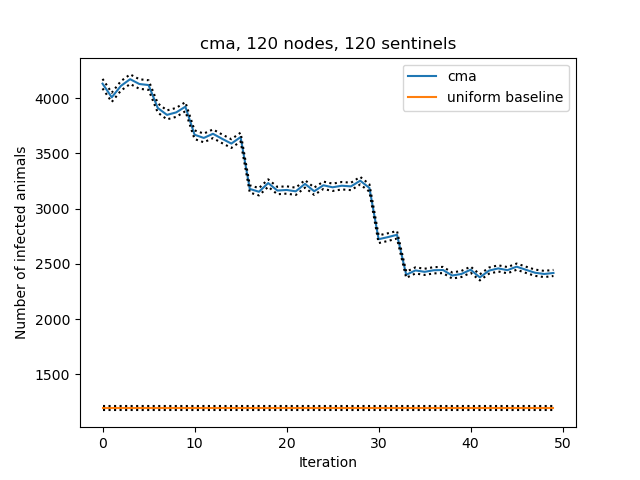 cma, 120 nodes, 120 sentinels
cma
uniform baseline
Number of infected animals
4000
3500
3000
2500
2000
1500
0
10
20
30
40
50
Iteration